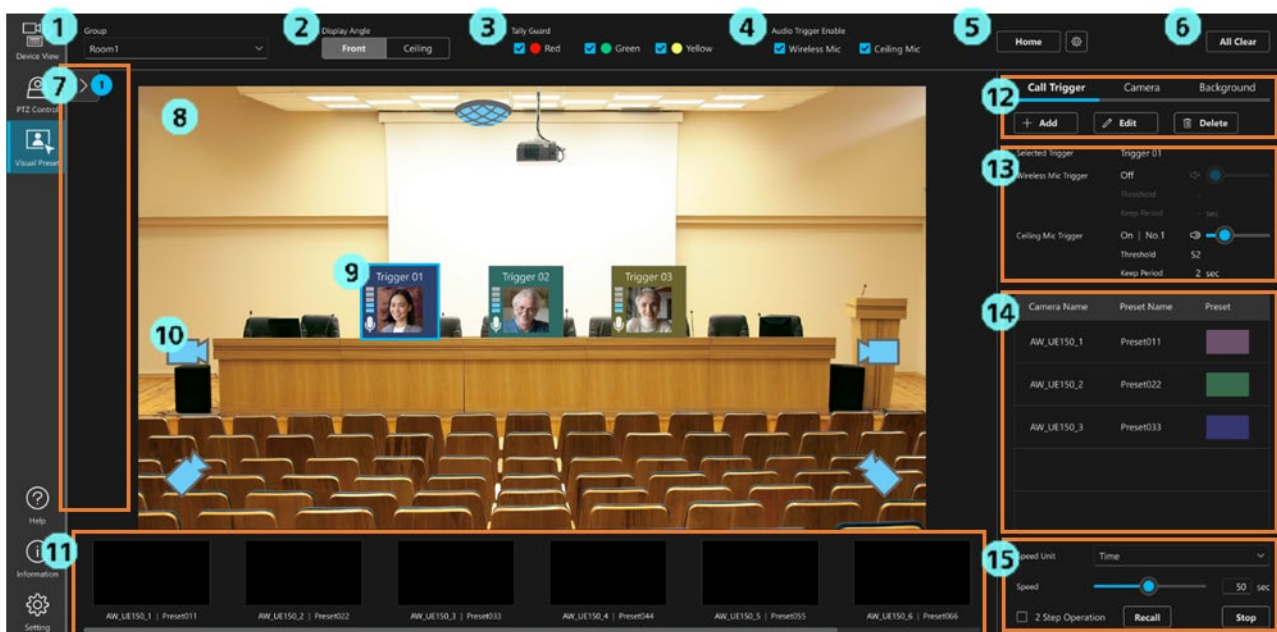 1
Group
Room1
2
Display Angle
Front
Ceiling
3
Tally Guard
Red
Green
Yellow
4
Audio Trigger Enable
Wireless Mic
Ceiling Mic
5
Home
6
All Clear
Device View
PTZ Control
Visual Preset
7
1
8
9
Trigger 01
Trigger 02
Trigger 03
10
12
Call Trigger
Camera
Background
Add
Edit
Delete
13
Selected Trigger
Trigger 01
Wireless Mic Trigger
Off
Threshold
-
Keep Period
- sec
Ceiling Mic Trigger
On | No.1
Threshold
52
Keep Period
2 sec
14
Camera Name
Preset Name
Preset
AW_UE150_1
Preset011
AW_UE150_2
Preset022
AW_UE150_3
Preset033
Help
Information
Setting
11
AW_UE150_1 | Preset011
AW_UE150_2 | Preset022
AW_UE150_3 | Preset033
AW_UE150_4 | Preset044
AW_UE150_5 | Preset055
AW_UE150_6 | Preset066
15
Speed Unit
Time
Speed
50 sec
2 Step Operation
Recall
Stop